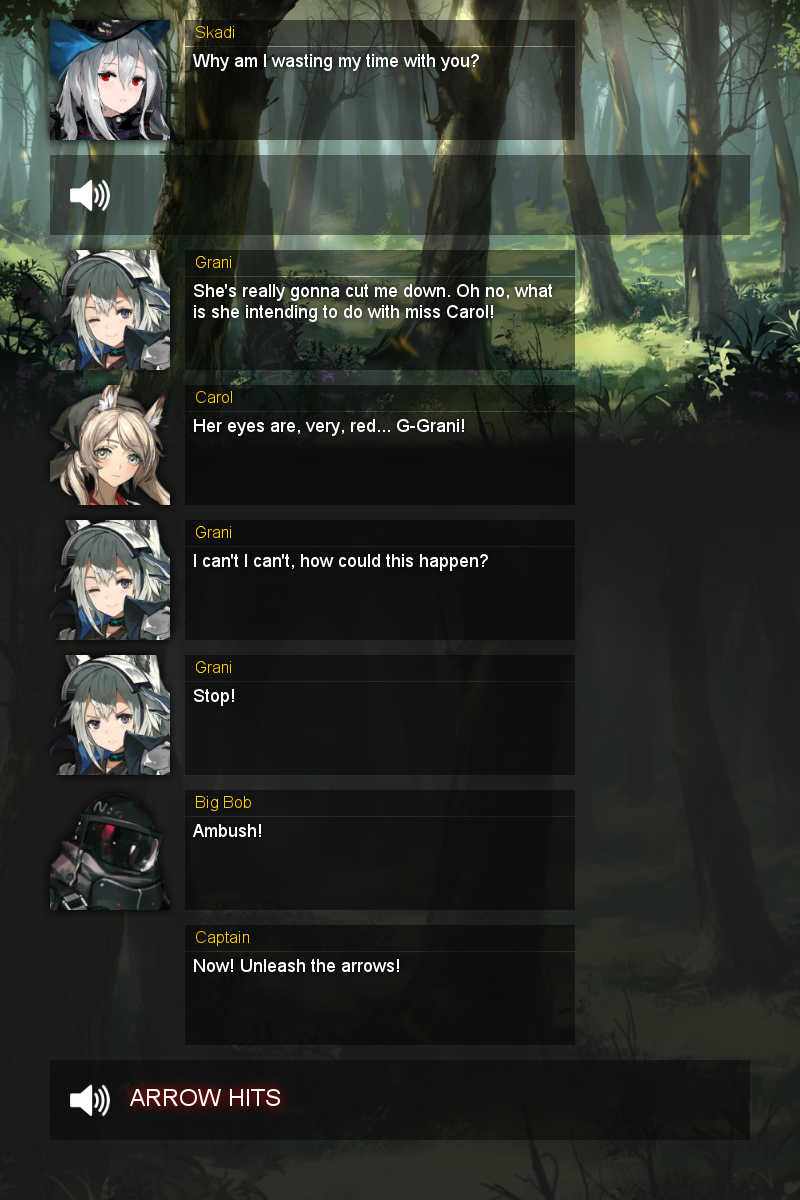 Skadi
Why am I wasting my time with you?
Grani
She's really gonna cut me down. Oh no, what
is she intending to do with miss Carol!
Carol
Her eyes are, very, red... G-Grani!
Grani
I can't I can't, how could this happen?
Grani
Stop!
Big Bob
Ambush!
Captain
Now! Unleash the arrows!
ARROW HITS